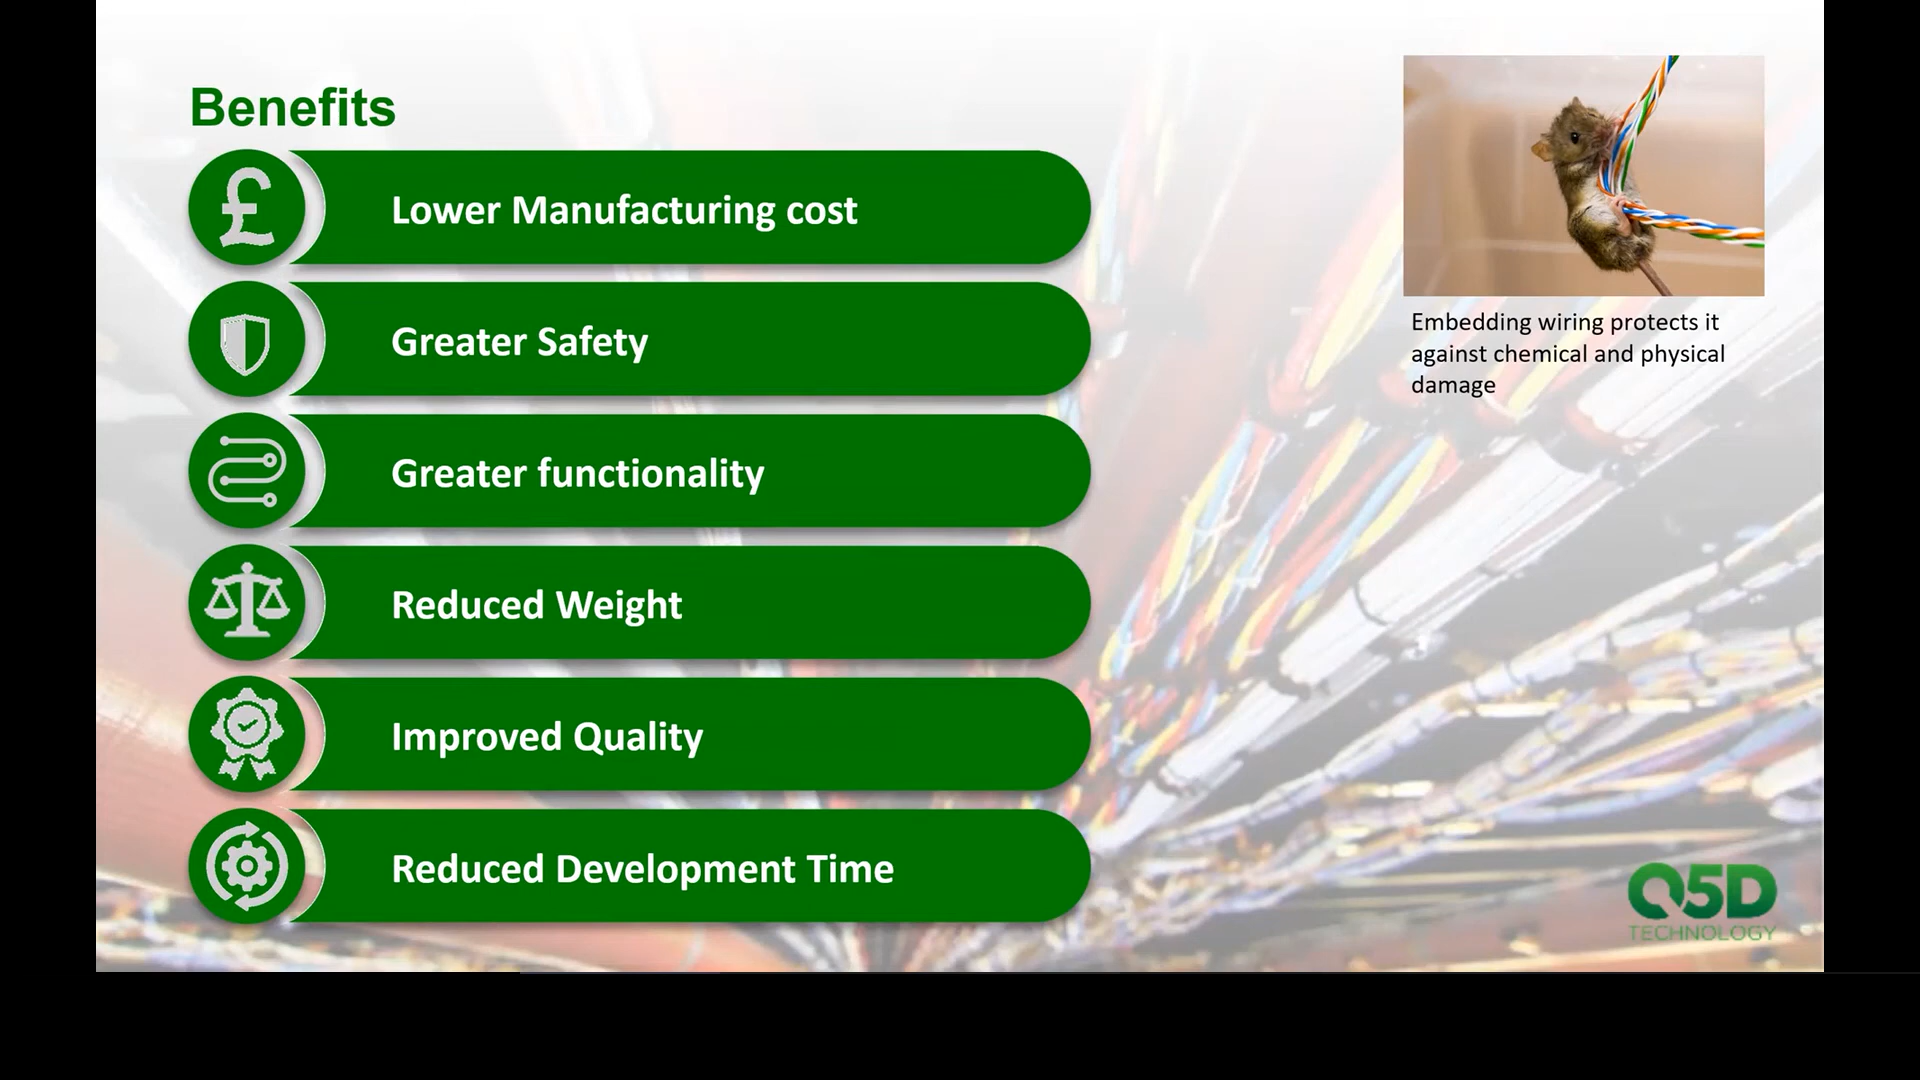 Benefits
Lower Manufacturing cost
Greater Safety
Greater functionality
Reduced Weight
Improved Quality
Reduced Development Time
Embedding wiring protects it
against chemical and physical
damage
Q5D
TECHNOLOGY